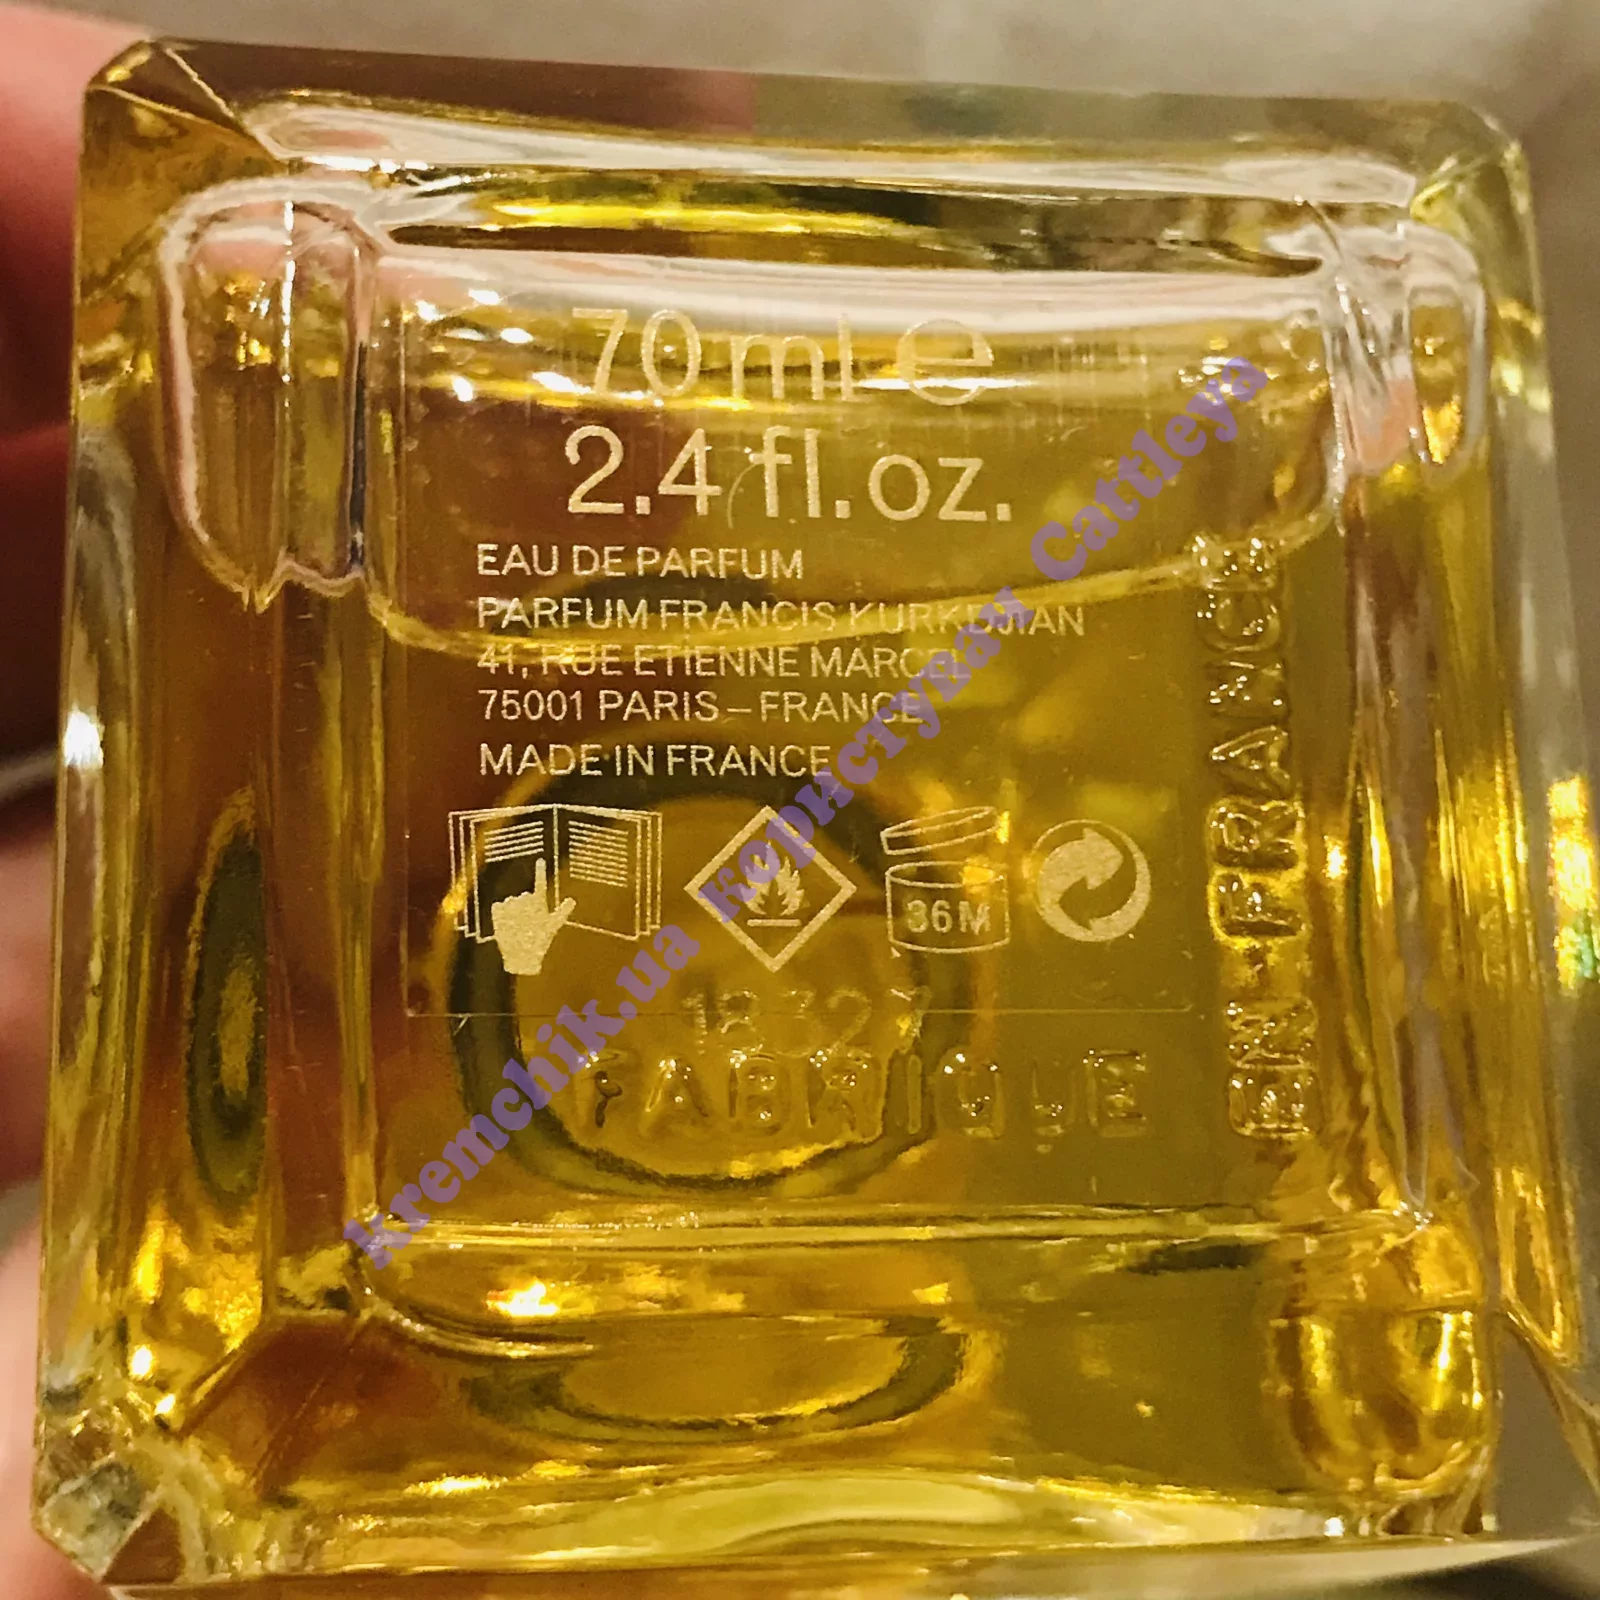 70 ml e
2.4 fl. oz.
EAU DE PARFUM
PARFUM FRANCIS KURKDJIAN
41, RUE ETIENNE MARCEL
75001 PARIS – FRANCE
MADE IN FRANCE
36M
FABRIQUE
EN FRANCE
kremchik.ua користувач Cattleya